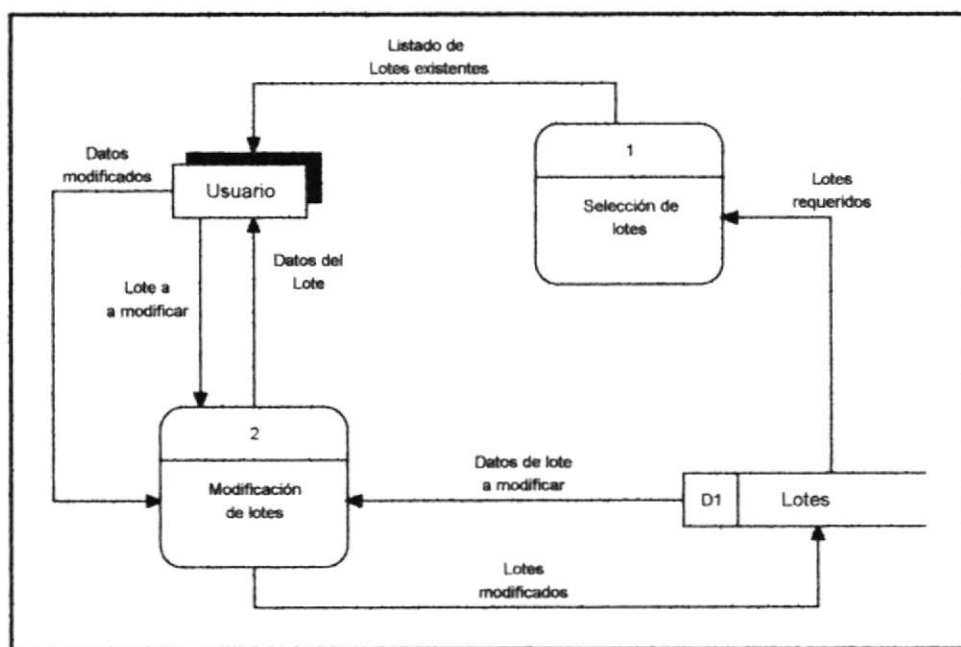 Listado de
Lotes existentes
1
Selección de
lotes
Datos
modificados
Usuario
Lotes
requeridos
Datos del
Lote
Lote a
a modificar
2
Modificación
de lotes
Datos de lote
a modificar
D1
Lotes
Lotes
modificados